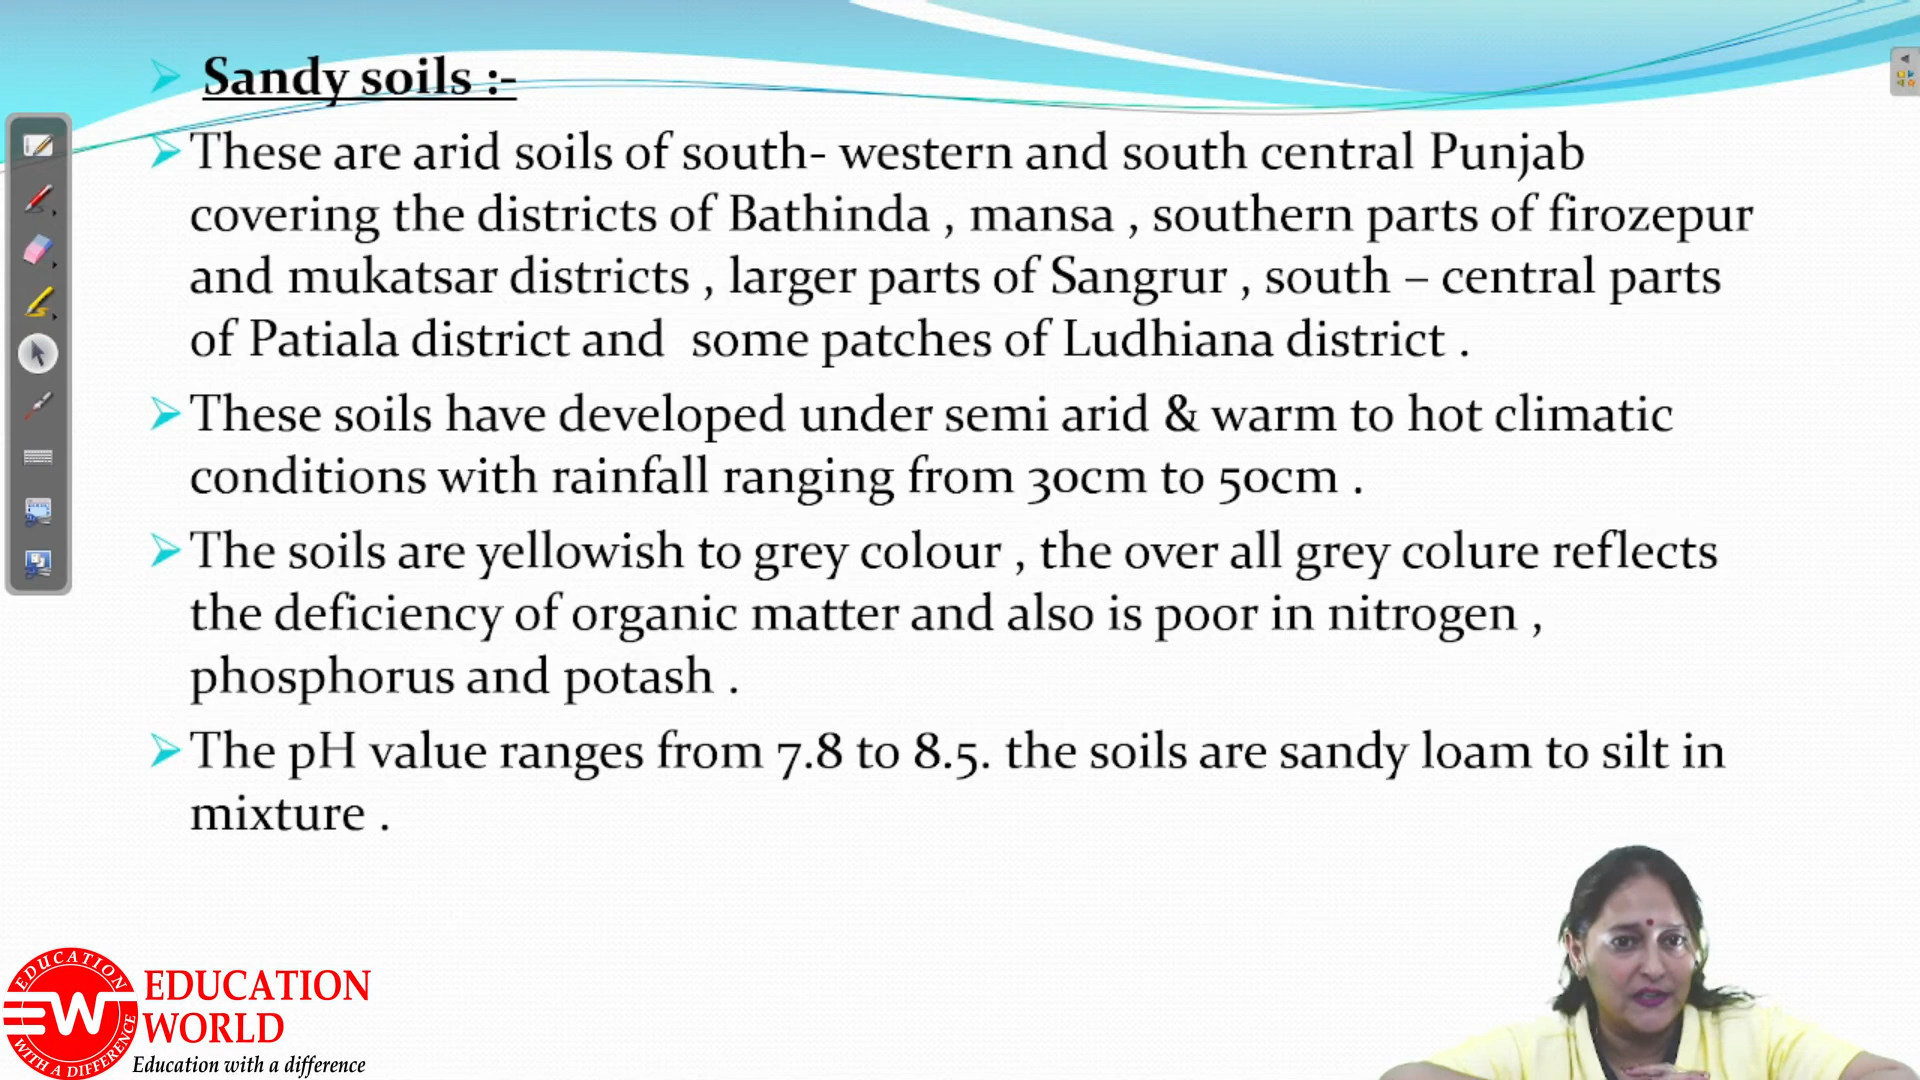 Sandy soils :-
These are arid soils of south- western and south central Punjab
covering the districts of Bathinda , mansa , southern parts of firozepur
and mukatsar districts , larger parts of Sangrur , south – central parts
of Patiala district and some patches of Ludhiana district .
These soils have developed under semi arid & warm to hot climatic
conditions with rainfall ranging from 30cm to 50cm .
The soils are yellowish to grey colour , the over all grey colure reflects
the deficiency of organic matter and also is poor in nitrogen ,
phosphorus and potash .
The pH value ranges from 7.8 to 8.5. the soils are sandy loam to silt in
mixture .
EDUCATION
EW
WITH A DIFFERENCE
EDUCATION
WORLD
Education with a difference